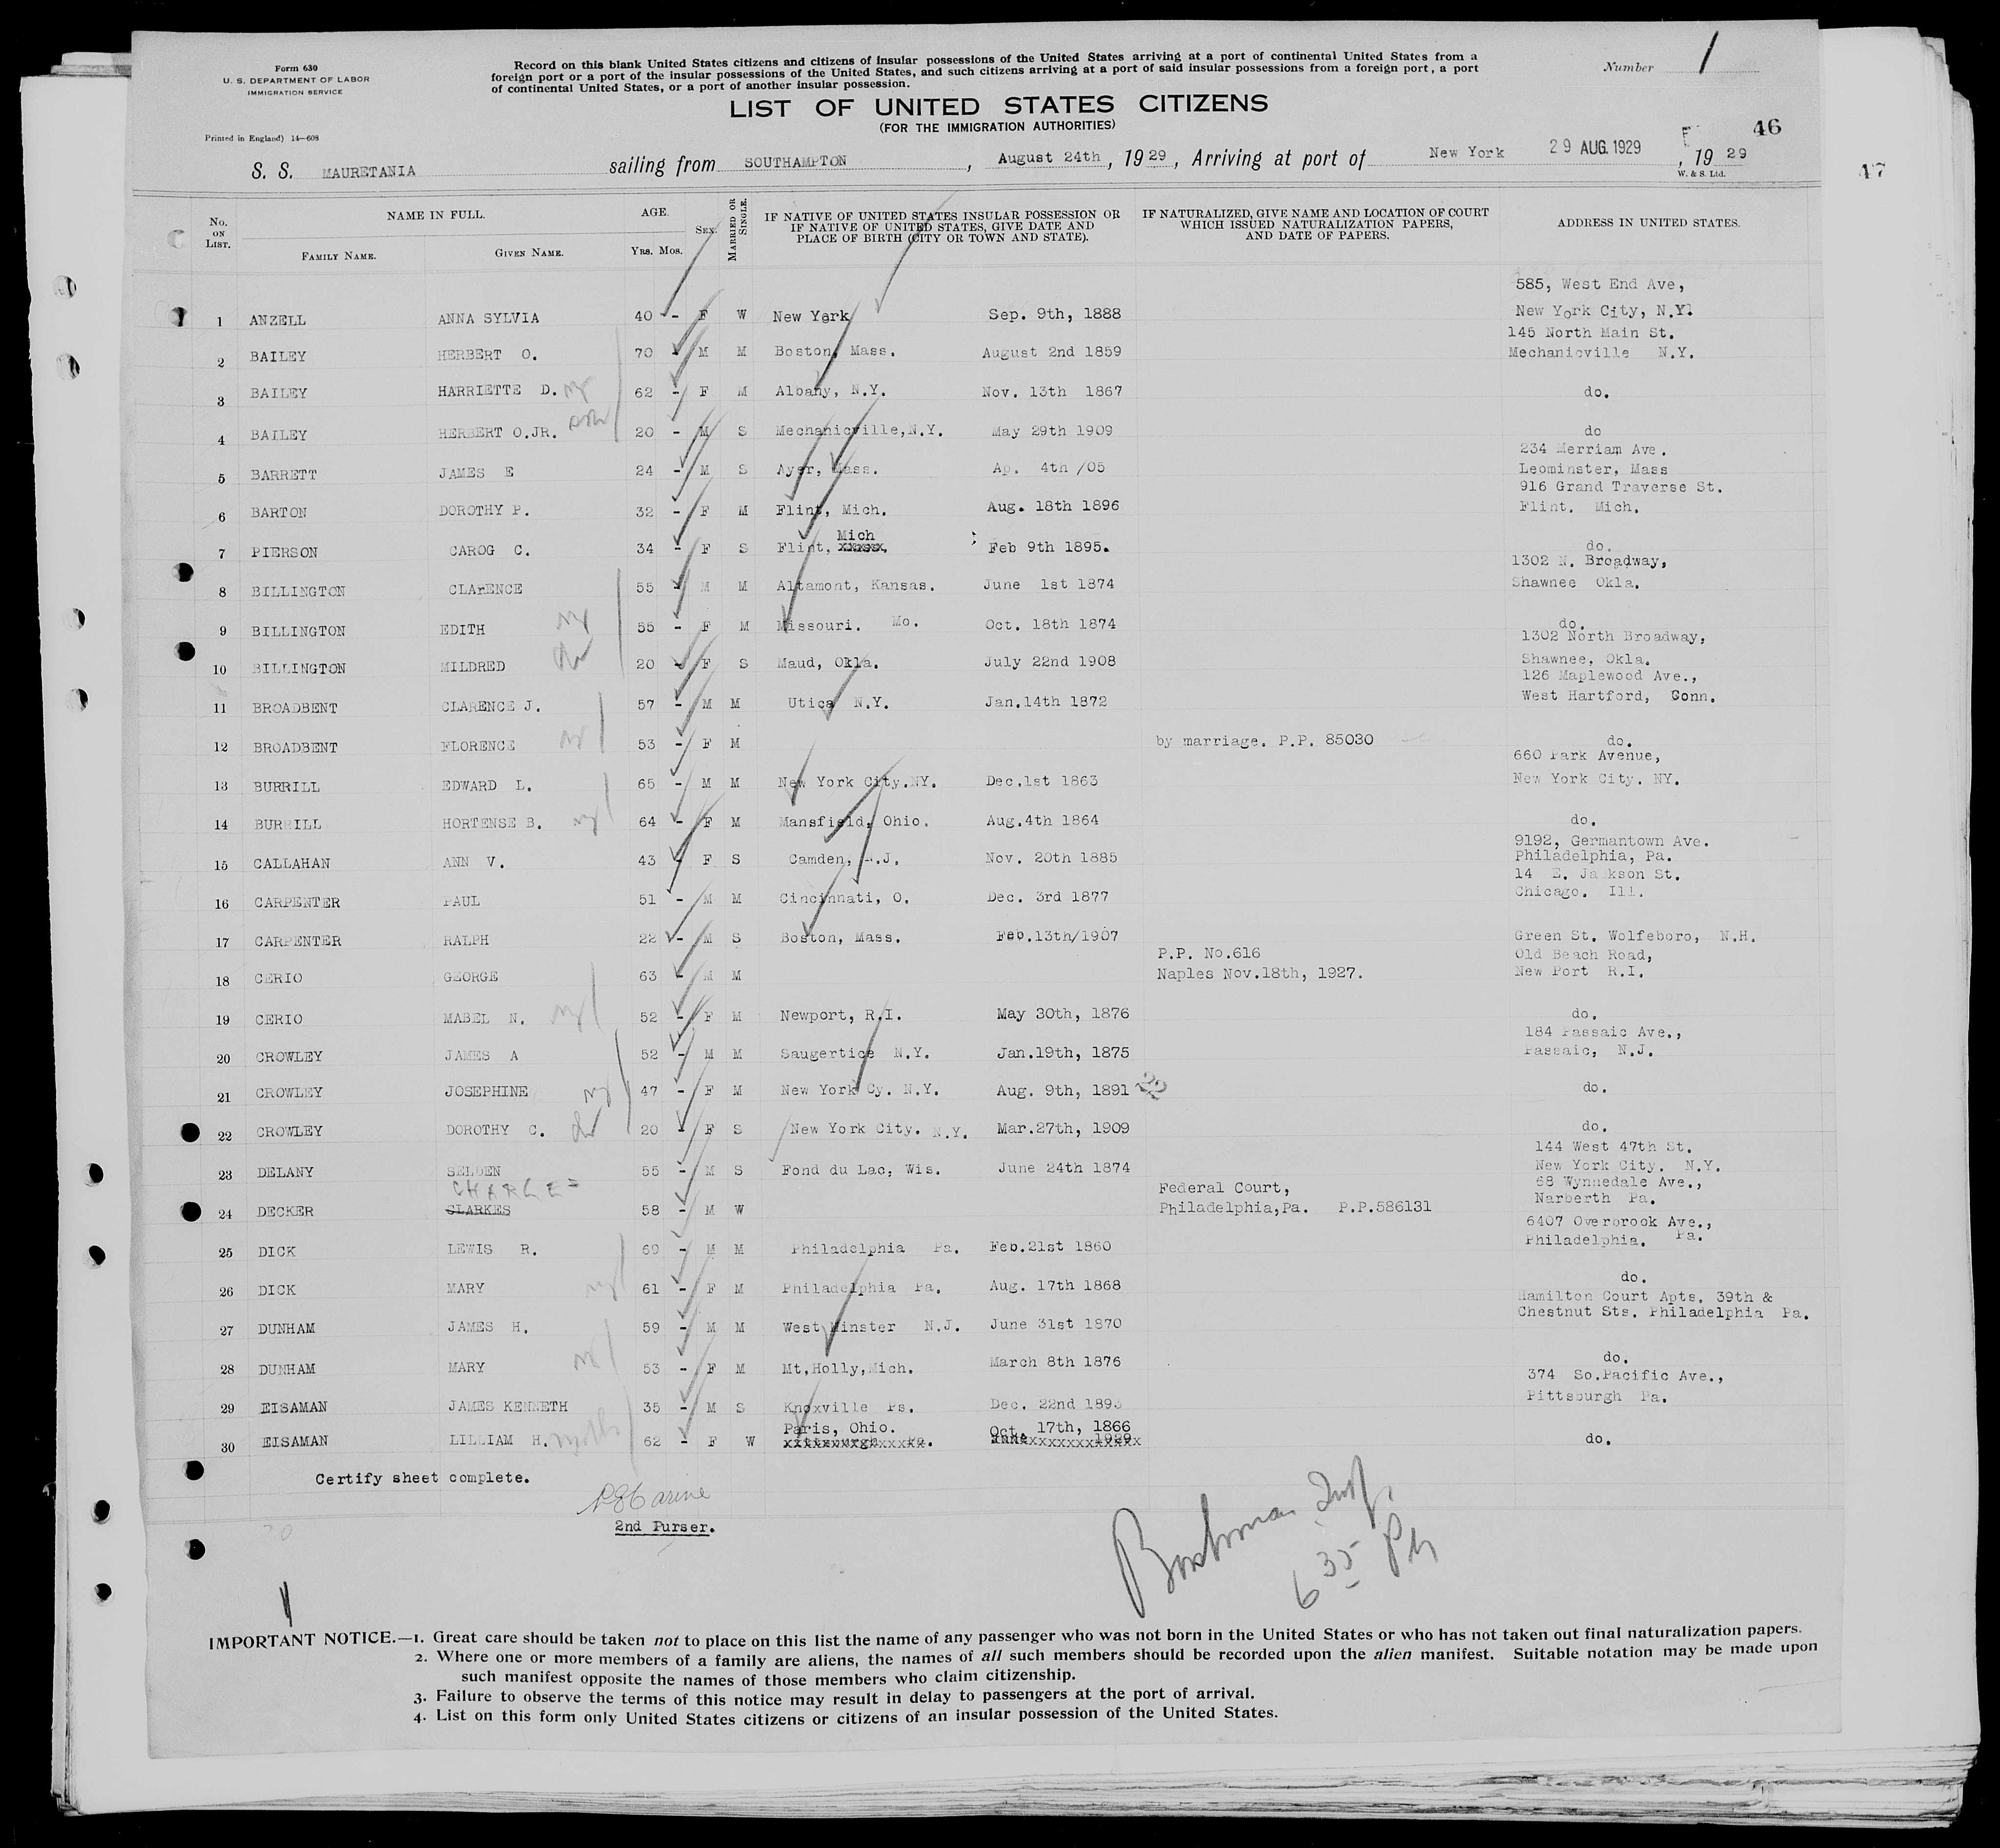 Form 630
U. S. DEPARTMENT OF LABOR
IMMIGRATION SERVICE
Printed in England) 14—608
Record on this blank United States citizens and citizens of insular possessions of the United States arriving at a port of continental United States from a
foreign port or a port of the insular possessions of the United States, and such citizens arriving at a port of said insular possessions from a foreign port, a port
of continental United States, or a port of another insular possession.
Number 1
LIST OF UNITED STATES CITIZENS
(FOR THE IMMIGRATION AUTHORITIES)
46
47
S. S. MAURETANIA sailing from SOUTHAMPTON, August 24th, 1929, Arriving at port of New York 29 AUG. 1929, 1929
W. & S. Ltd.
No. ON LIST. NAME IN FULL. FAMILY NAME. GIVEN NAME. AGE. YRS. MOS. SEX. MARRIED OR SINGLE. IF NATIVE OF UNITED STATES INSULAR POSSESSION OR IF NATIVE OF UNITED STATES, GIVE DATE AND PLACE OF BIRTH (CITY OR TOWN AND STATE). IF NATURALIZED, GIVE NAME AND LOCATION OF COURT WHICH ISSUED NATURALIZATION PAPERS, AND DATE OF PAPERS. ADDRESS IN UNITED STATES.
585, West End Ave,
1 ANZELL ANNA SYLVIA 40 - F W New York Sep. 9th, 1888 New York City, N.Y.
145 North Main St.
2 BAILEY HERBERT O. 70 - M M Boston, Mass. August 2nd 1859 Mechanicville N.Y.
3 BAILEY HARRIETTE D. 62 - F M Albany, N.Y. Nov. 13th 1867 do.
4 BAILEY HERBERT O.JR. 20 - M S Mechanicville,N.Y. May 29th 1909 do
234 Merriam Ave.
5 BARRETT JAMES E 24 - M S Ayer, Mass. Ap. 4th /05 Leominster, Mass
916 Grand Traverse St.
6 BARTON DOROTHY P. 32 - F M Flint, Mich. Aug. 18th 1896 Flint. Mich.
7 PIERSON CAROG C. 34 - F S Flint, Mich Feb 9th 1895. do.
1302 N. Broadway,
8 BILLINGTON CLArENCE 55 - M M Altamont, Kansas. June 1st 1874 Shawnee Okla.
9 BILLINGTON EDITH 55 - F M Missouri. Mo. Oct. 18th 1874 do.
1302 North Broadway,
10 BILLINGTON MILDRED 20 - F S Maud, Okla. July 22nd 1908 Shawnee, Okla.
126 Maplewood Ave.,
11 BROADBENT CLARENCE J. 57 - M M Utica N.Y. Jan.14th 1872 West Hartford, Conn.
12 BROADBENT FLORENCE 53 - F M by marriage. P.P. 85030 do.
660 Park Avenue,
13 BURRILL EDWARD L. 65 - M M New York City.NY. Dec.1st 1863 New York City. NY.
14 BURRILL HORTENSE B. 64 - F M Mansfield, Ohio. Aug.4th 1864 do.
9192, Germantown Ave.
15 CALLAHAN ANN V. 43 - F S Camden, N.J. Nov. 20th 1885 Philadelphia, Pa.
14 E. Jackson St.
16 CARPENTER PAUL 51 - M M Cincinnati, O. Dec. 3rd 1877 Chicago. Ill.
17 CARPENTER RALPH 22 - M S Boston, Mass. Feb.13th/1907 Green St. Wolfeboro, N.H.
P.P. No.616 Old Beach Road,
18 CERIO GEORGE 63 - M M Naples Nov.18th, 1927. New Port R.I.
19 CERIO MABEL N. 52 - F M Newport, R.I. May 30th, 1876 do.
184 Passaic Ave.,
20 CROWLEY JAMES A 52 - M M Saugertice N.Y. Jan.19th, 1875 Passaic, N.J.
21 CROWLEY JOSEPHINE 47 - F M New York Cy. N.Y. Aug. 9th, 1891 22 do.
22 CROWLEY DOROTHY C. 20 - F S New York City. N.Y. Mar.27th, 1909 do.
144 West 47th St.
23 DELANY SELDEN 55 - M S Fond du Lac, Wis. June 24th 1874 New York City. N.Y.
CHARLES Federal Court, 68 Wynnedale Ave.,
24 DECKER CLARKES 58 - M W Philadelphia,Pa. P.P.586131 Narberth Pa.
6407 Overbrook Ave.,
25 DICK LEWIS R. 69 - M M Philadelphia Pa. Feb.21st 1860 Philadelphia. Pa.
26 DICK MARY 61 - F M Philadelphia Pa. Aug. 17th 1868 do.
Hamilton Court Apts. 39th &
27 DUNHAM JAMES H. 59 - M M West Minster N.J. June 31st 1870 Chestnut Sts. Philadelphia Pa.
28 DUNHAM MARY 53 - F M Mt,Holly,Mich. March 8th 1876 do.
374 So.Pacific Ave.,
29 EISAMAN JAMES KENNETH 35 - M S Knoxville Ps. Dec. 22nd 1893 Pittsburgh Pa.
Paris, Ohio. Oct. 17th, 1866
30 EISAMAN LILLIAM H. 62 - F W do.
Certify sheet complete.
2nd Purser.
6 35 PM
IMPORTANT NOTICE.—1. Great care should be taken not to place on this list the name of any passenger who was not born in the United States or who has not taken out final naturalization papers.
2. Where one or more members of a family are aliens, the names of all such members should be recorded upon the alien manifest. Suitable notation may be made upon
such manifest opposite the names of those members who claim citizenship.
3. Failure to observe the terms of this notice may result in delay to passengers at the port of arrival.
4. List on this form only United States citizens or citizens of an insular possession of the United States.